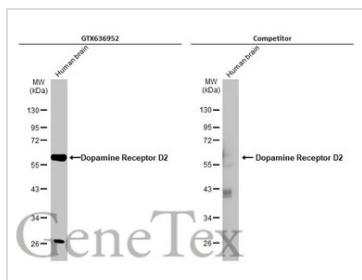 GTX636952
Human brain
MW
(kDa)
130
95
72
55
43
34
26
Dopamine Receptor D2
Competitor
Human brain
MW
(kDa)
130
95
72
55
43
34
26
Dopamine Receptor D2
GeneTex